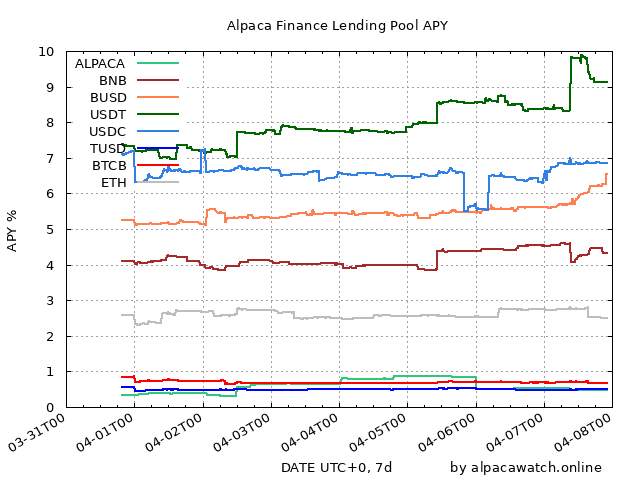 Alpaca Finance Lending Pool APY
10
9
8
7
6
5
4
3
2
1
0
APY %
ALPACA
BNB
BUSD
USDT
USDC
TUSD
BTCB
ETH
03-31T00
04-01T00
04-02T00
04-03T00
04-04T00
04-05T00
04-06T00
04-07T00
04-08T00
DATE UTC+0, 7d
by alpacawatch.online